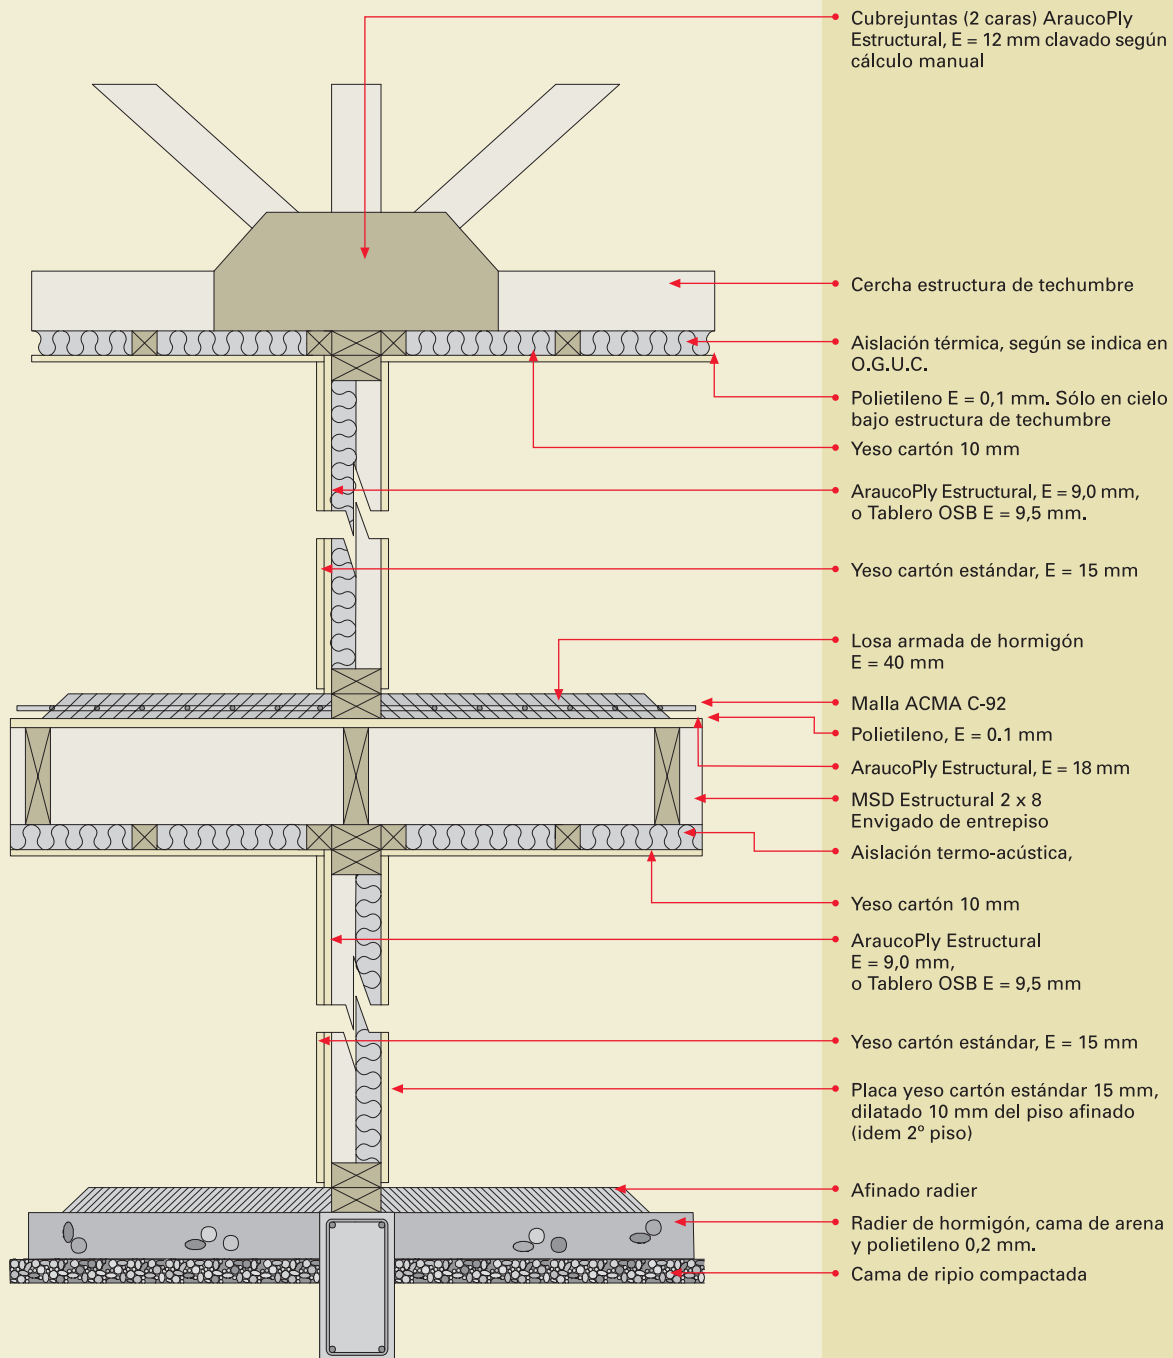 Cubrejuntas (2 caras) AraucoPly
Estructural, E = 12 mm clavado según
cálculo manual
Cercha estructura de techumbre
Aislación térmica, según se indica en
O.G.U.C.
Polietileno E = 0,1 mm. Sólo en cielo
bajo estructura de techumbre
Yeso cartón 10 mm
AraucoPly Estructural, E = 9,0 mm,
o Tablero OSB E = 9,5 mm.
Yeso cartón estándar, E = 15 mm
Losa armada de hormigón
E = 40 mm
Malla ACMA C-92
Polietileno, E = 0.1 mm
AraucoPly Estructural, E = 18 mm
MSD Estructural 2 x 8
Envigado de entrepiso
Aislación termo-acústica,
Yeso cartón 10 mm
AraucoPly Estructural
E = 9,0 mm,
o Tablero OSB E = 9,5 mm
Yeso cartón estándar, E = 15 mm
Placa yeso cartón estándar 15 mm,
dilatado 10 mm del piso afinado
(idem 2º piso)
Afinado radier
Radier de hormigón, cama de arena
y polietileno 0,2 mm.
Cama de ripio compactada